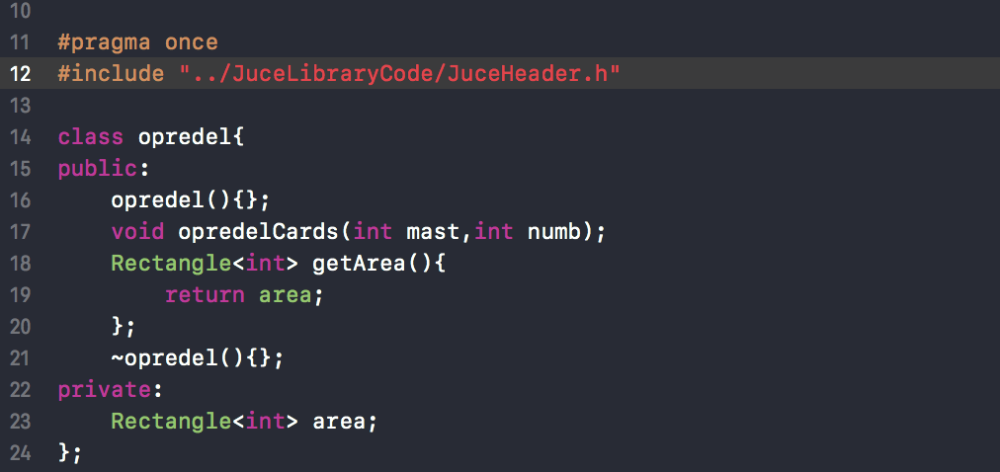 10
11 #pragma once
12 #include "../JuceLibraryCode/JuceHeader.h"
13
14 class opredel{
15 public:
16     opredel(){};
17     void opredelCards(int mast,int numb);
18     Rectangle<int> getArea(){
19         return area;
20     };
21     ~opredel(){};
22 private:
23     Rectangle<int> area;
24 };